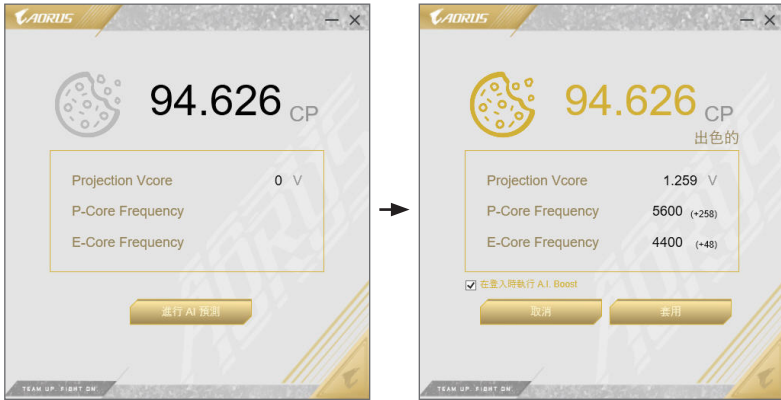 AORUS
94.626 CP
Projection Vcore 0 V
P-Core Frequency
E-Core Frequency
進行 AI 預測
TEAM UP. FIGHT ON.
AORUS
94.626 CP
出色的
Projection Vcore 1.259 V
P-Core Frequency 5600 (+258)
E-Core Frequency 4400 (+48)
在登入時執行 A.I. Boost
取消 套用
TEAM UP. FIGHT ON.